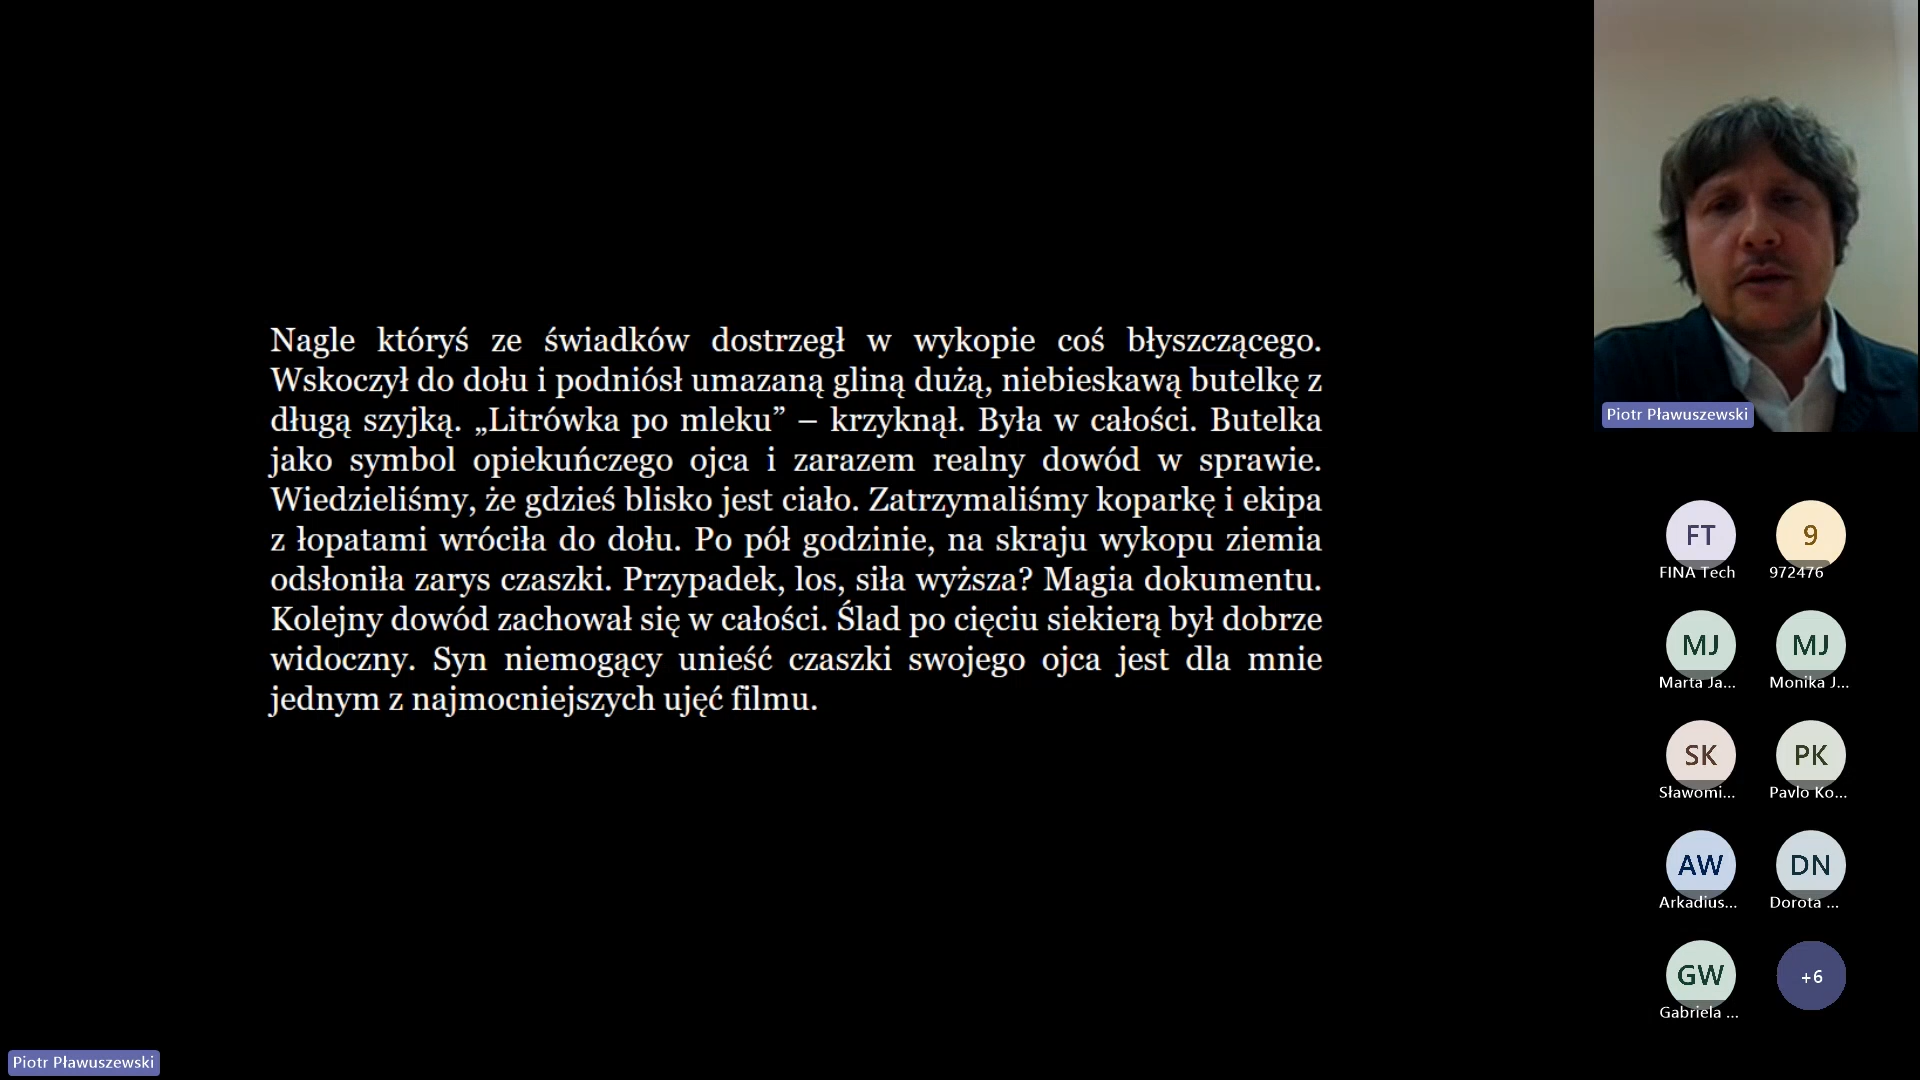 Nagle któryś ze świadków dostrzegł w wykopie coś błyszczącego.
Wskoczył do dołu i podniósł umazaną gliną dużą, niebieskawą butelkę z
długą szyjką. „Litrówka po mleku” – krzyknął. Była w całości. Butelka
jako symbol opiekuńczego ojca i zarazem realny dowód w sprawie.
Wiedzieliśmy, że gdzieś blisko jest ciało. Zatrzymaliśmy koparkę i ekipa
z łopatami wróciła do dołu. Po pół godzinie, na skraju wykopu ziemia
odsłoniła zarys czaszki. Przypadek, los, siła wyższa? Magia dokumentu.
Kolejny dowód zachował się w całości. Ślad po cięciu siekierą był dobrze
widoczny. Syn niemogący unieść czaszki swojego ojca jest dla mnie
jednym z najmocniejszych ujęć filmu.
Piotr Pławuszewski
FT 9
FINA Tech 972476
MJ MJ
Marta Ja... Monika J...
SK PK
Sławomi... Pavlo Ko...
AW DN
Arkadius... Dorota ...
GW +6
Gabriela ...
Piotr Pławuszewski